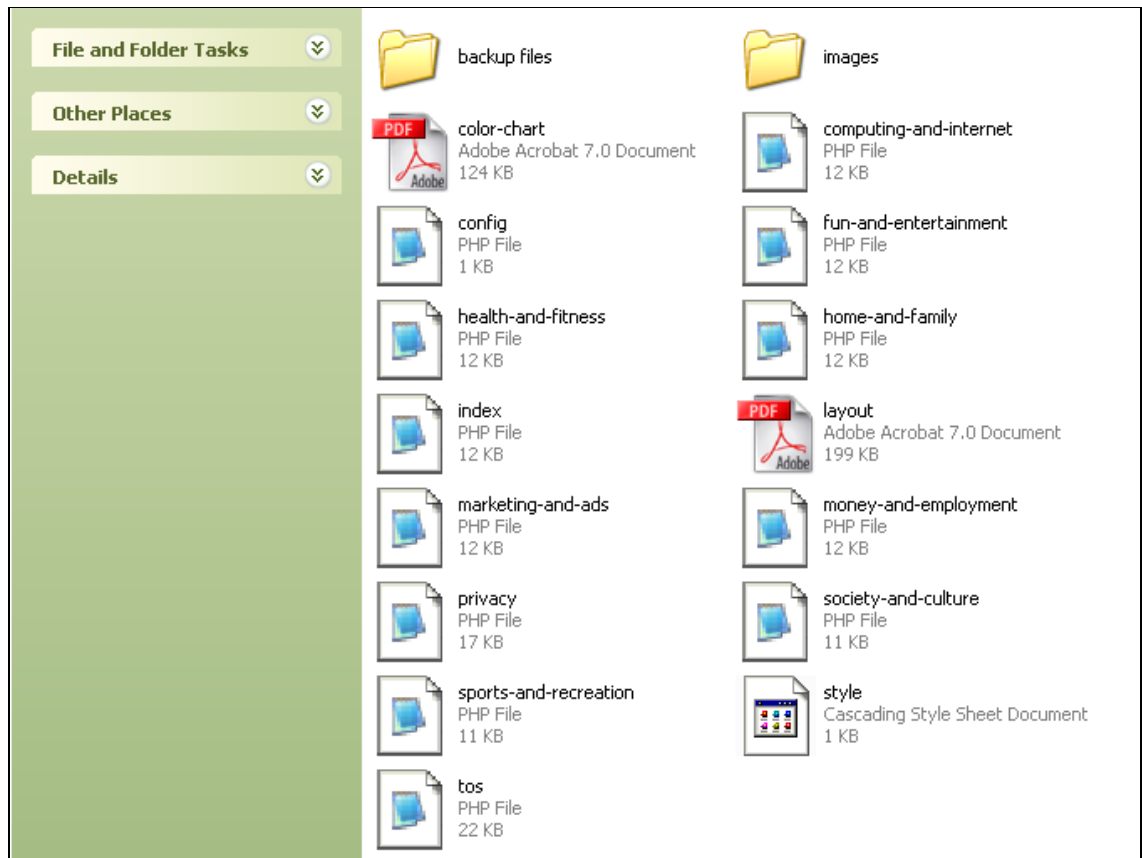 File and Folder Tasks
Other Places
Details
backup files
images
PDF
Adobe
color-chart
Adobe Acrobat 7.0 Document
124 KB
computing-and-internet
PHP File
12 KB
config
PHP File
1 KB
fun-and-entertainment
PHP File
12 KB
health-and-fitness
PHP File
12 KB
home-and-family
PHP File
12 KB
index
PHP File
12 KB
PDF
Adobe
layout
Adobe Acrobat 7.0 Document
199 KB
marketing-and-ads
PHP File
12 KB
money-and-employment
PHP File
12 KB
privacy
PHP File
17 KB
society-and-culture
PHP File
11 KB
sports-and-recreation
PHP File
11 KB
style
Cascading Style Sheet Document
1 KB
tos
PHP File
22 KB